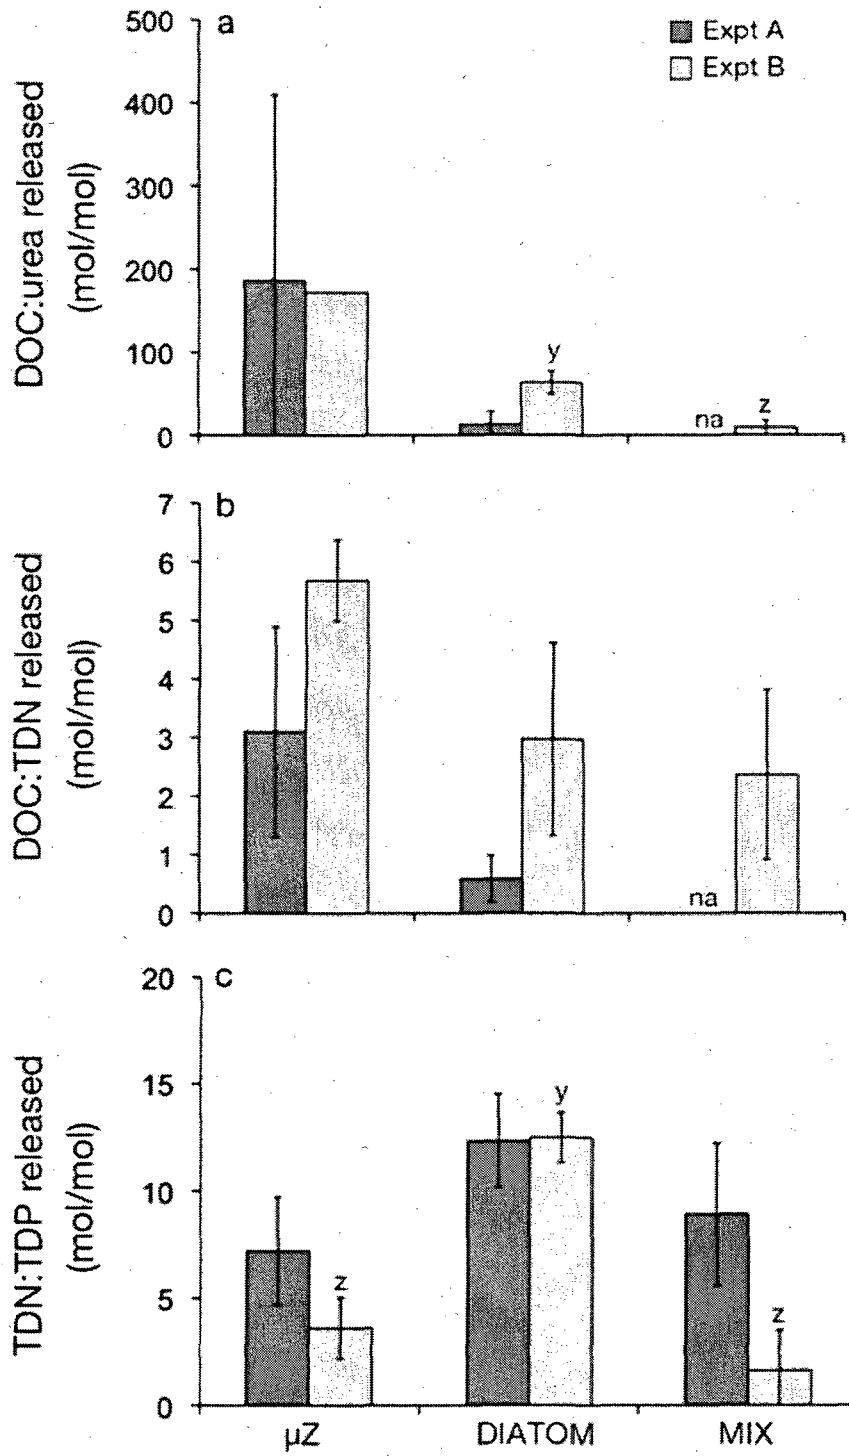 a
Expt A
Expt B
DOC:urea released
(mol/mol)
500
400
300
200
100
0
y
na
z
b
DOC:TDN released
(mol/mol)
7
6
5
4
3
2
1
0
na
c
TDN:TDP released
(mol/mol)
20
15
10
5
0
z
y
z
μZ
DIATOM
MIX